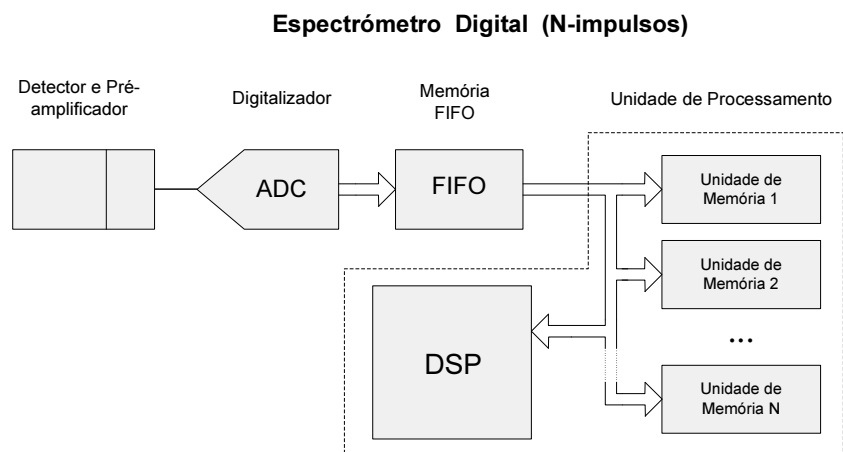 Espectrómetro Digital (N-impulsos)
Detector e Pré-
amplificador
Digitalizador
Memória
FIFO
Unidade de Processamento
ADC
FIFO
Unidade de
Memória 1
Unidade de
Memória 2
...
DSP
Unidade de
Memória N